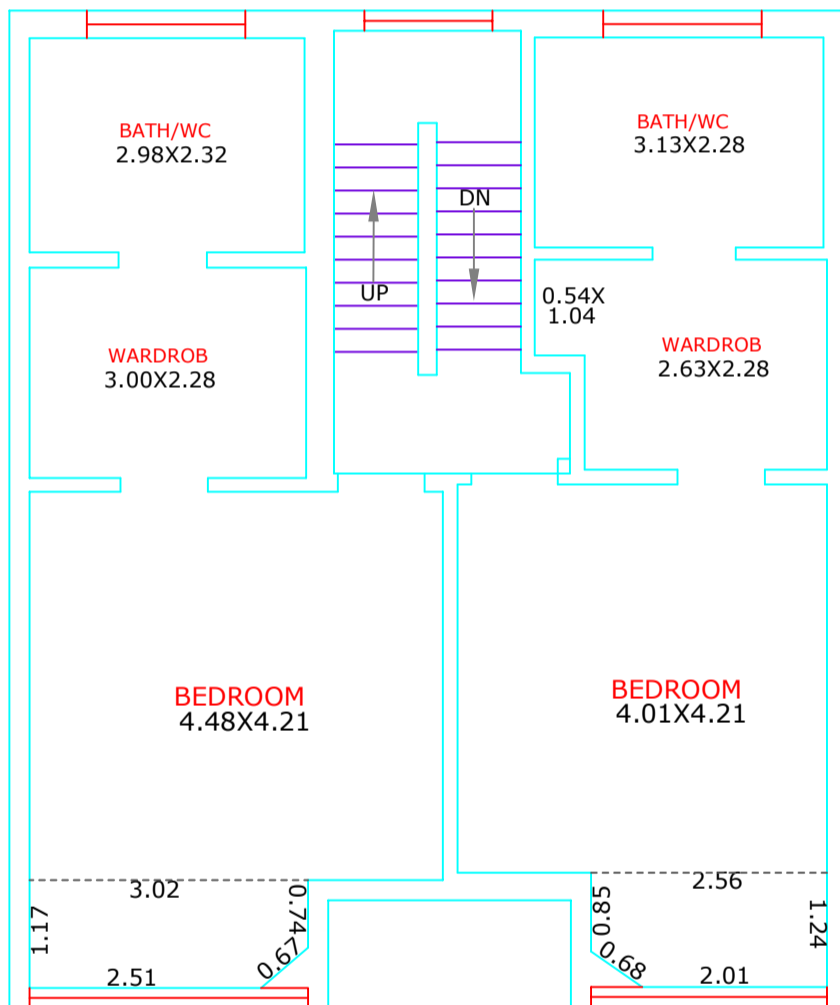 BATH/WC
2.98X2.32
BATH/WC
3.13X2.28
UP
DN
0.54X
1.04
WARDROB
3.00X2.28
WARDROB
2.63X2.28
BEDROOM
4.48X4.21
BEDROOM
4.01X4.21
3.02
1.17
0.74
0.67
2.51
2.56
0.85
1.24
0.68
2.01